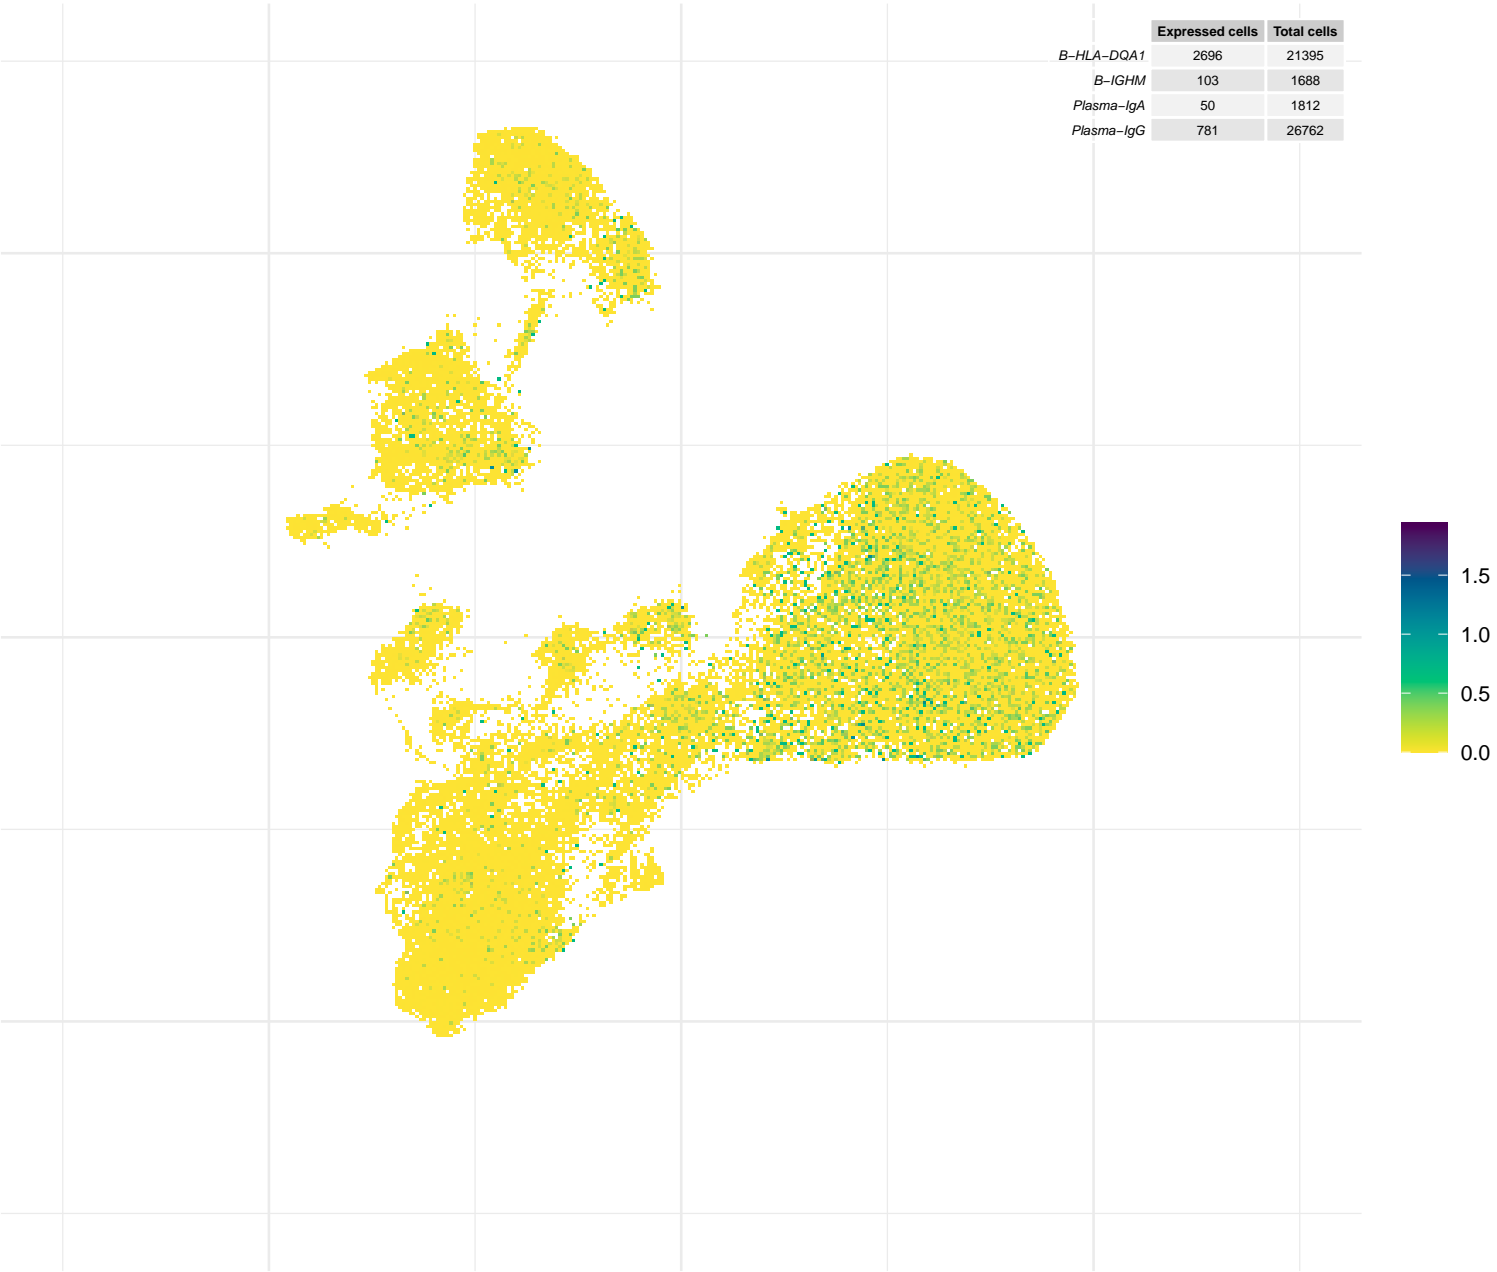 Expressed cells Total cells
B−HLA−DQA1 2696 21395
B−IGHM 103 1688
Plasma−IgA 50 1812
Plasma−IgG 781 26762
1.5
1.0
0.5
0.0